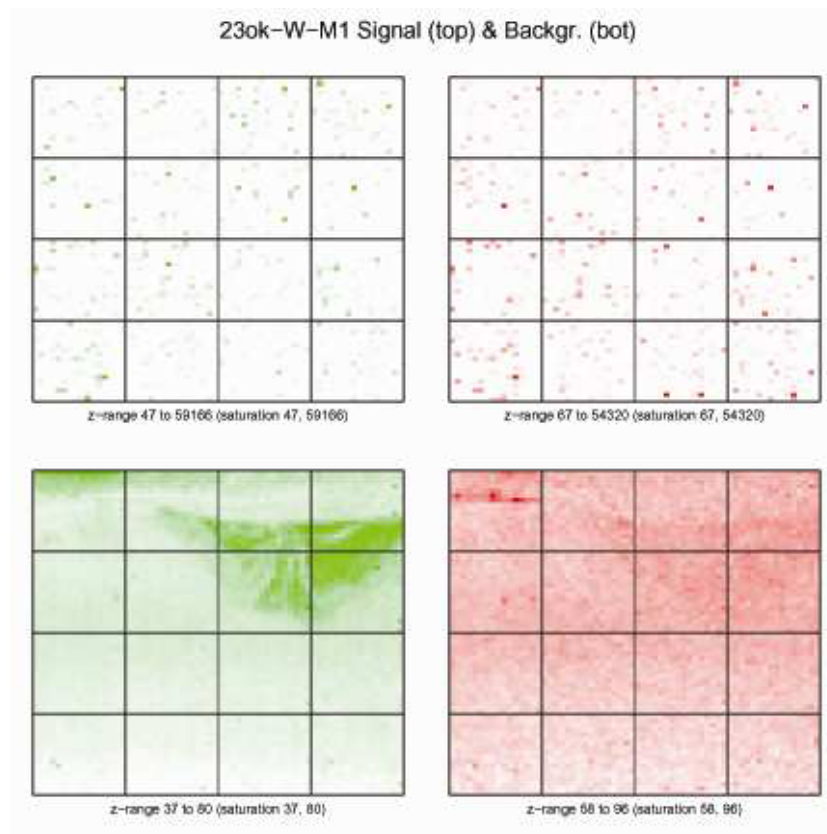 23ok−W−M1 Signal (top) & Backgr. (bot)
z−range 47 to 59166 (saturation 47, 59166)
z−range 67 to 54320 (saturation 67, 54320)
z−range 37 to 80 (saturation 37, 80)
z−range 58 to 96 (saturation 58, 96)